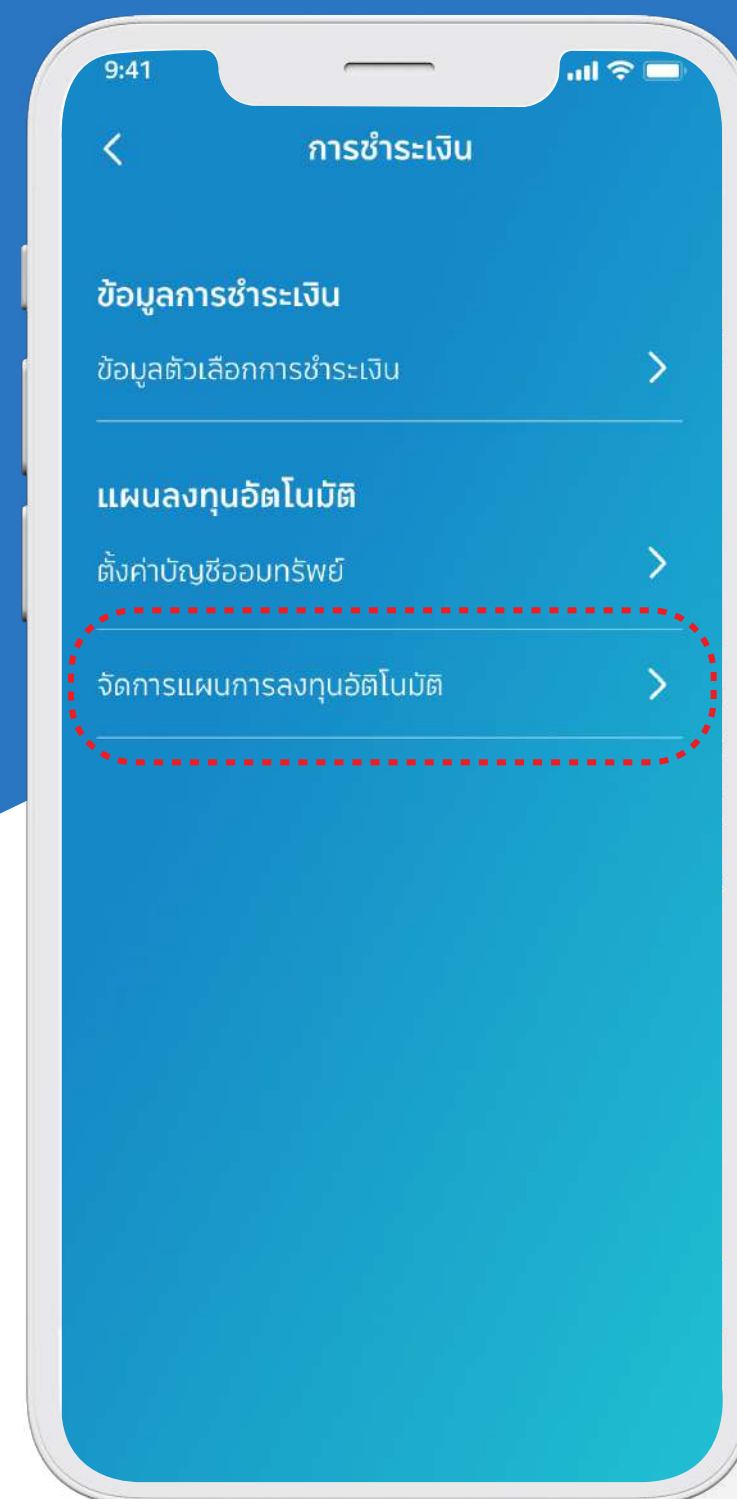 9:41
การชำระเงิน
ข้อมูลการชำระเงิน
ข้อมูลตัวเลือกการชำระเงิน
แผนลงทุนอัตโนมัติ
ตั้งค่าบัญชีออมทรัพย์
จัดการแผนการลงทุนอัติโนมัติ